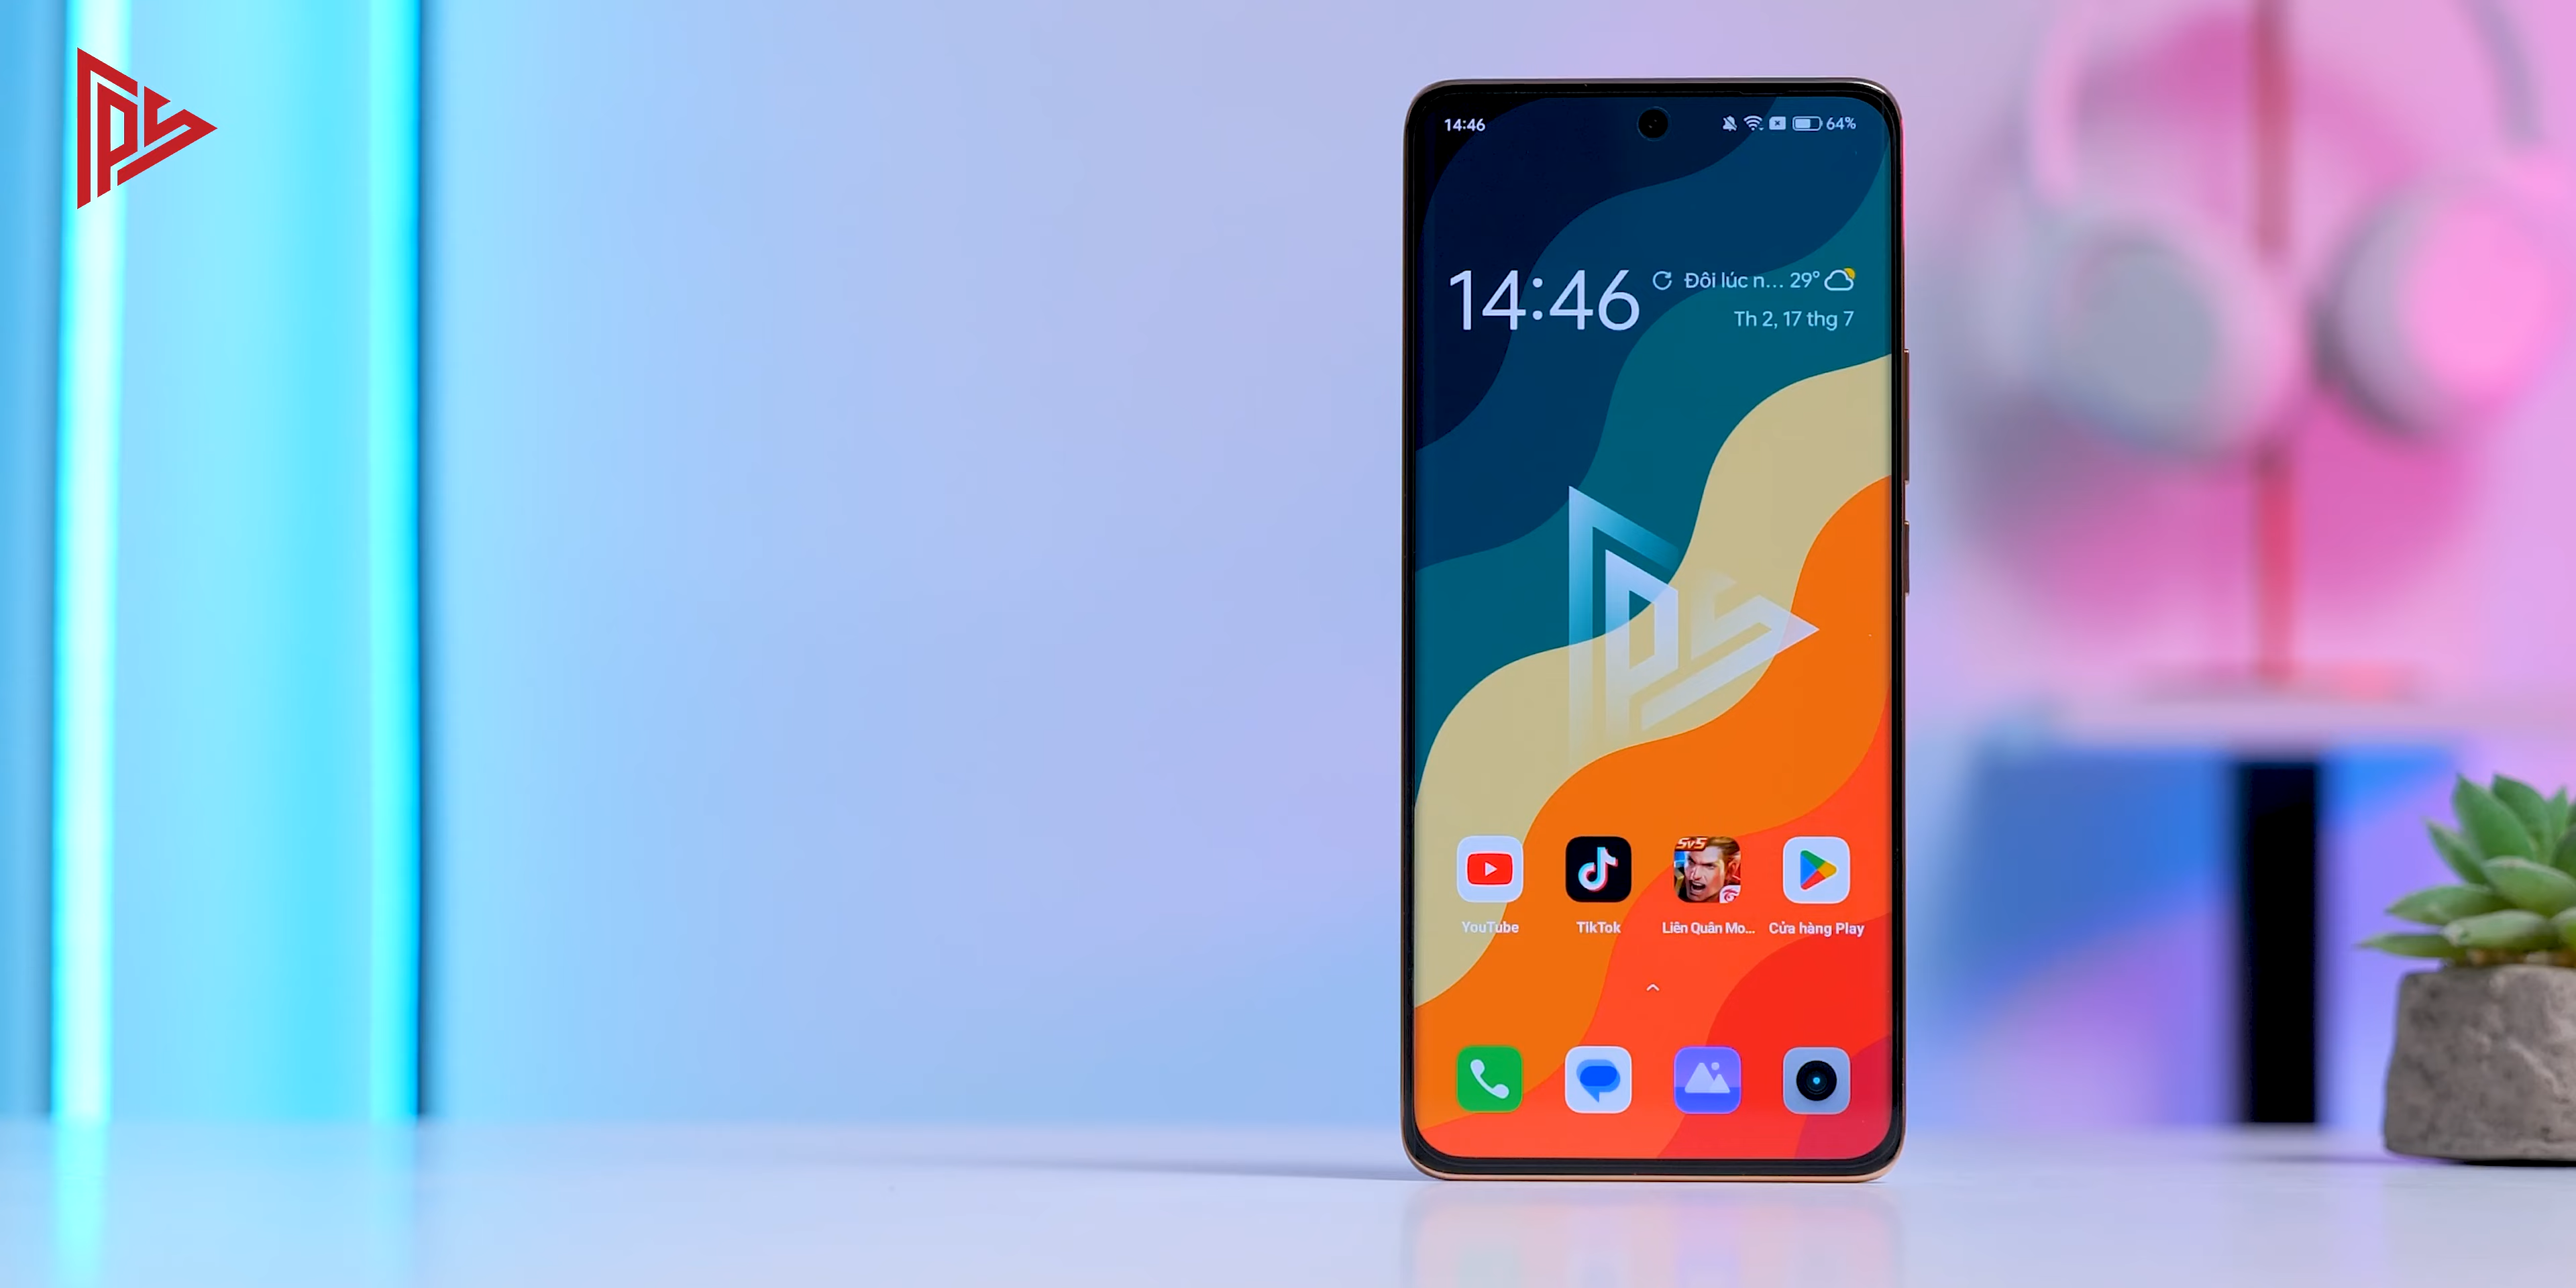 14:46
64%
14:46
Đôi lúc n... 29°
Th 2, 17 thg 7
5v5
YouTube
TikTok
Liên Quân Mo...
Cửa hàng Play